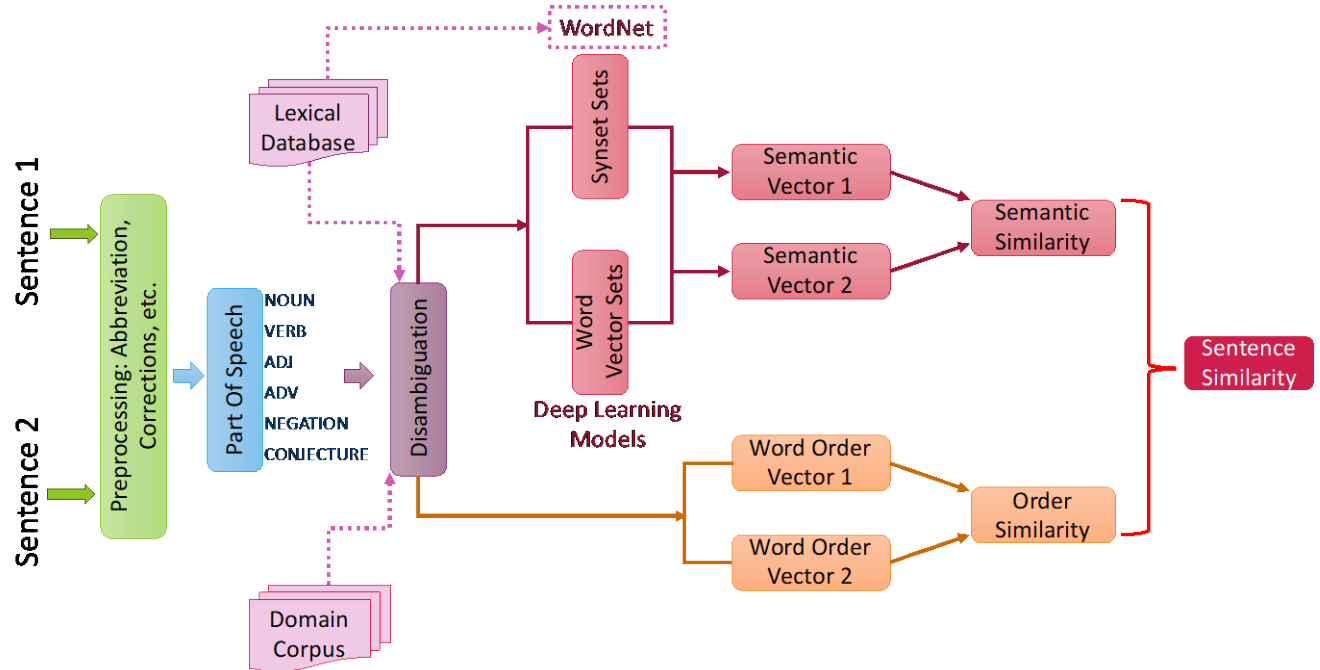 Sentence 1
Sentence 2
Preprocessing: Abbreviation,
Corrections, etc.
Part Of Speech
NOUN
VERB
ADJ
ADV
NEGATION
CONJECTURE
Lexical
Database
Domain
Corpus
Disambiguation
WordNet
Synset Sets
Word
Vector Sets
Deep Learning
Models
Semantic
Vector 1
Semantic
Vector 2
Semantic
Similarity
Word Order
Vector 1
Word Order
Vector 2
Order
Similarity
Sentence
Similarity